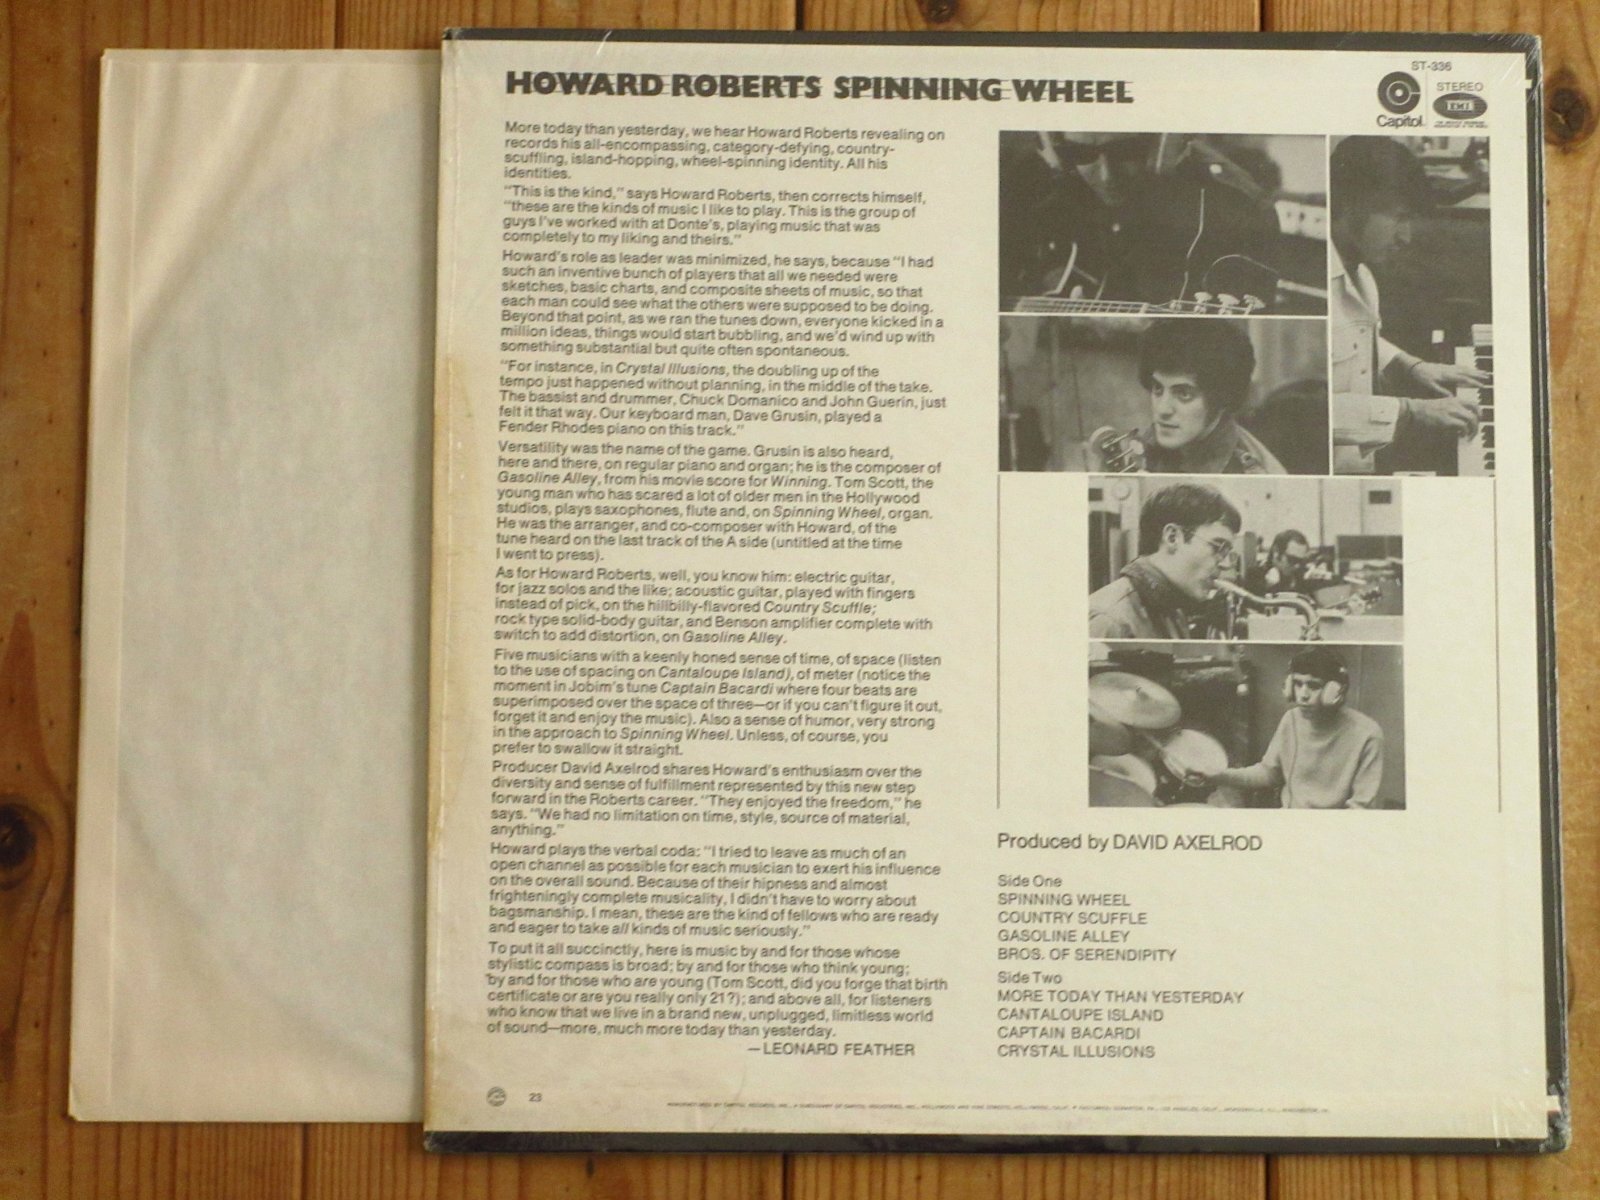 HOWARD ROBERTS SPINNING WHEEL
ST-336
Capitol
STEREO
EMI
More today than yesterday, we hear Howard Roberts revealing on
records his all-encompassing, category-defying, country-
scuffling, island-hopping, wheel-spinning identity. All his
identities.
"This is the kind," says Howard Roberts, then corrects himself,
"these are the kinds of music I like to play. This is the group of
guys I've worked with at Donte's, playing music that was
completely to my liking and theirs."
Howard's role as leader was minimized, he says, because "I had
such an inventive bunch of players that all we needed were
sketches, basic charts, and composite sheets of music, so that
each man could see what the others were supposed to be doing.
Beyond that point, as we ran the tunes down, everyone kicked in a
million ideas, things would start bubbling, and we'd wind up with
something substantial but quite often spontaneous.
"For instance, in Crystal Illusions, the doubling up of the
tempo just happened without planning, in the middle of the take.
The bassist and drummer, Chuck Domanico and John Guerin, just
felt it that way. Our keyboard man, Dave Grusin, played a
Fender Rhodes piano on this track."
Versatility was the name of the game. Grusin is also heard,
here and there, on regular piano and organ; he is the composer of
Gasoline Alley, from his movie score for Winning. Tom Scott, the
young man who has scared a lot of older men in the Hollywood
studios, plays saxophones, flute and, on Spinning Wheel, organ.
He was the arranger, and co-composer with Howard, of the
tune heard on the last track of the A side (untitled at the time
I went to press).
As for Howard Roberts, well, you know him: electric guitar,
for jazz solos and the like; acoustic guitar, played with fingers
instead of pick, on the hillbilly-flavored Country Scuffle;
rock type solid-body guitar, and Benson amplifier complete with
switch to add distortion, on Gasoline Alley.
Five musicians with a keenly honed sense of time, of space (listen
to the use of spacing on Cantaloupe Island), of meter (notice the
moment in Jobim's tune Captain Bacardi where four beats are
superimposed over the space of three—or if you can't figure it out,
forget it and enjoy the music). Also a sense of humor, very strong
in the approach to Spinning Wheel. Unless, of course, you
prefer to swallow it straight.
Producer David Axelrod shares Howard's enthusiasm over the
diversity and sense of fulfillment represented by this new step
forward in the Roberts career. "They enjoyed the freedom," he
says. "We had no limitation on time, style, source of material,
anything."
Howard plays the verbal coda: "I tried to leave as much of an
open channel as possible for each musician to exert his influence
on the overall sound. Because of their hipness and almost
frighteningly complete musicality, I didn't have to worry about
bagsmanship. I mean, these are the kind of fellows who are ready
and eager to take all kinds of music seriously."
To put it all succinctly, here is music by and for those whose
stylistic compass is broad; by and for those who think young;
by and for those who are young (Tom Scott, did you forge that birth
certificate or are you really only 21?); and above all, for listeners
who know that we live in a brand new, unplugged, limitless world
of sound—more, much more today than yesterday.
—LEONARD FEATHER
Produced by DAVID AXELROD
Side One
SPINNING WHEEL
COUNTRY SCUFFLE
GASOLINE ALLEY
BROS. OF SERENDIPITY
Side Two
MORE TODAY THAN YESTERDAY
CANTALOUPE ISLAND
CAPTAIN BACARDI
CRYSTAL ILLUSIONS
23